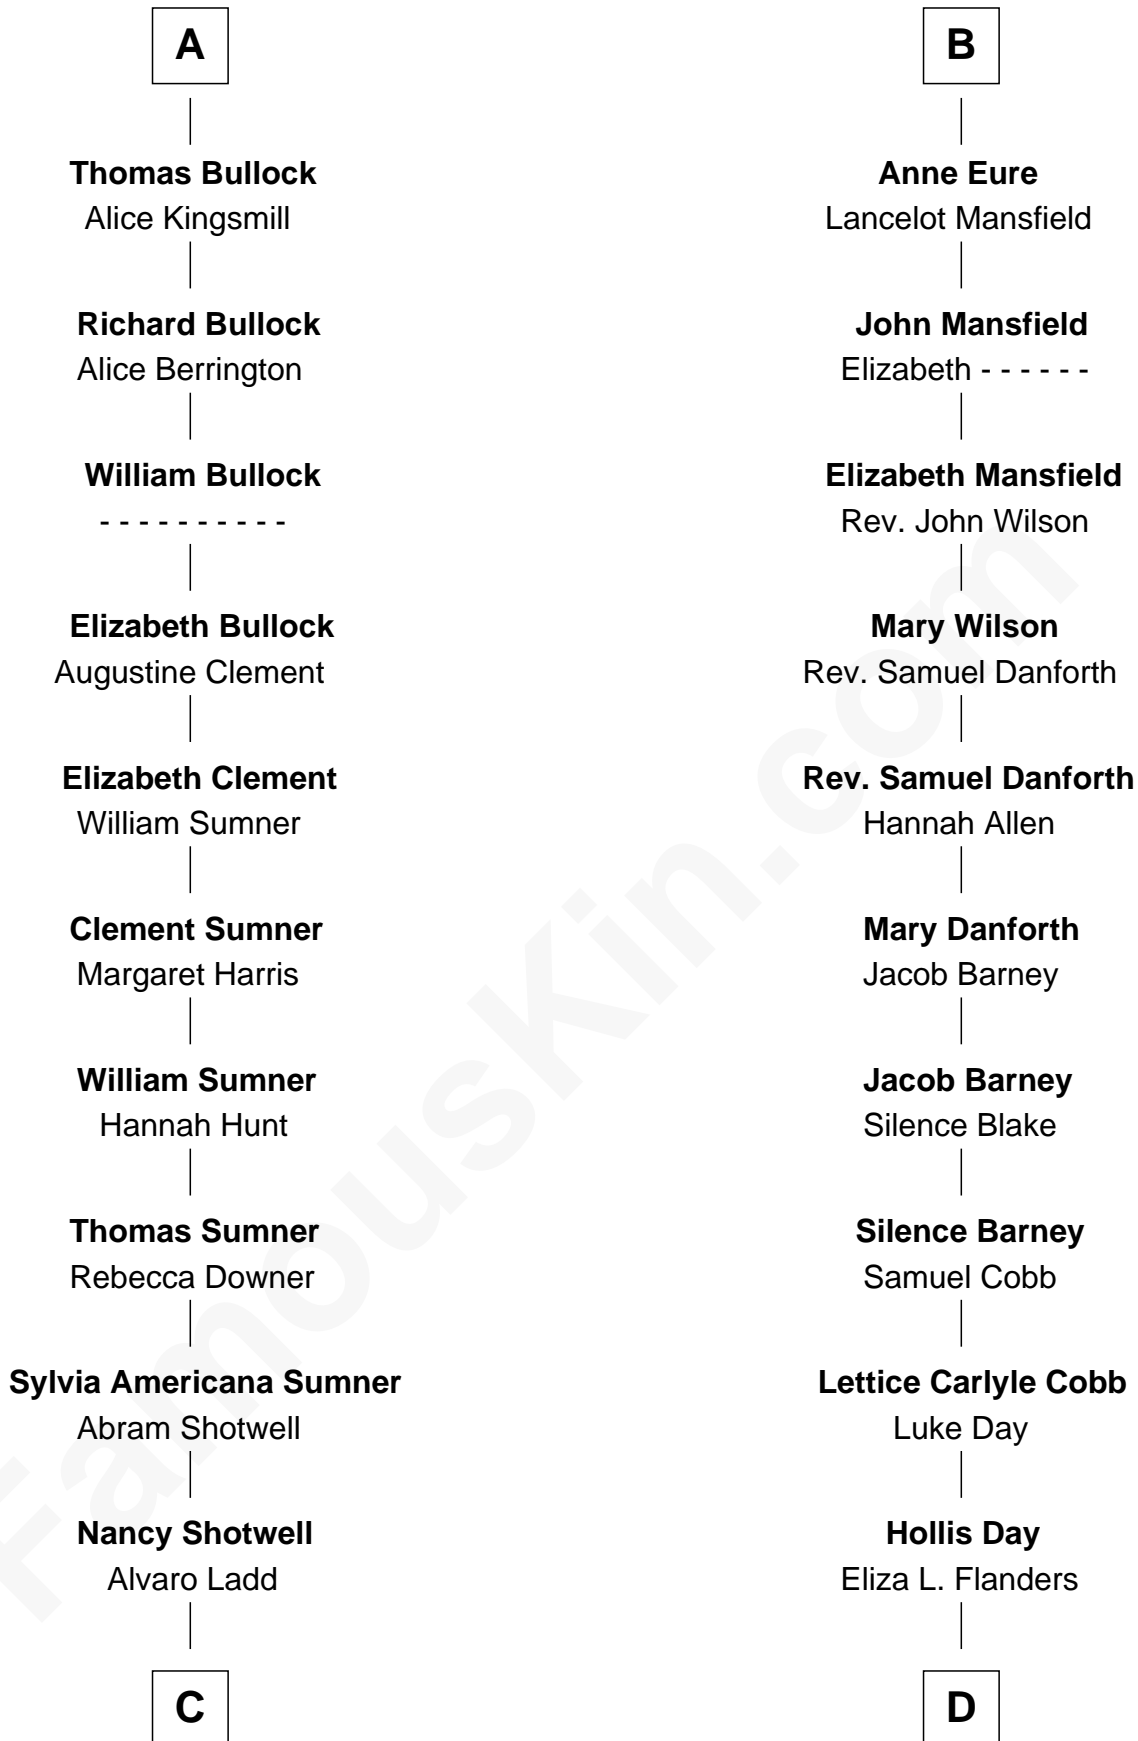 A
Thomas Bullock
Alice Kingsmill
Richard Bullock
Alice Berrington
William Bullock
- - - - - - - - - -
Elizabeth Bullock
Augustine Clement
Elizabeth Clement
William Sumner
Clement Sumner
Margaret Harris
William Sumner
Hannah Hunt
Thomas Sumner
Rebecca Downer
Sylvia Americana Sumner
Abram Shotwell
Nancy Shotwell
Alvaro Ladd
C
B
Anne Eure
Lancelot Mansfield
John Mansfield
Elizabeth - - - - - -
Elizabeth Mansfield
Rev. John Wilson
Mary Wilson
Rev. Samuel Danforth
Rev. Samuel Danforth
Hannah Allen
Mary Danforth
Jacob Barney
Jacob Barney
Silence Blake
Silence Barney
Samuel Cobb
Lettice Carlyle Cobb
Luke Day
Hollis Day
Eliza L. Flanders
D
FamousKin.com